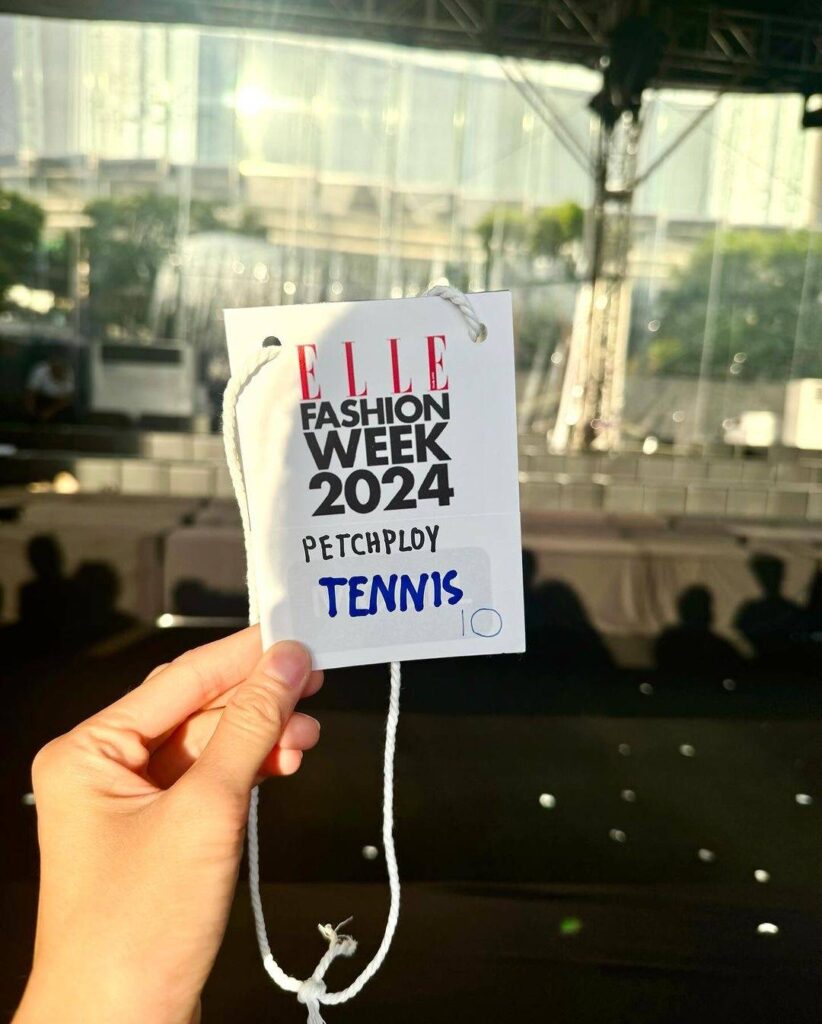 ELLE
FASHION
WEEK
2024
PETCHPLOY
TENNIS
10